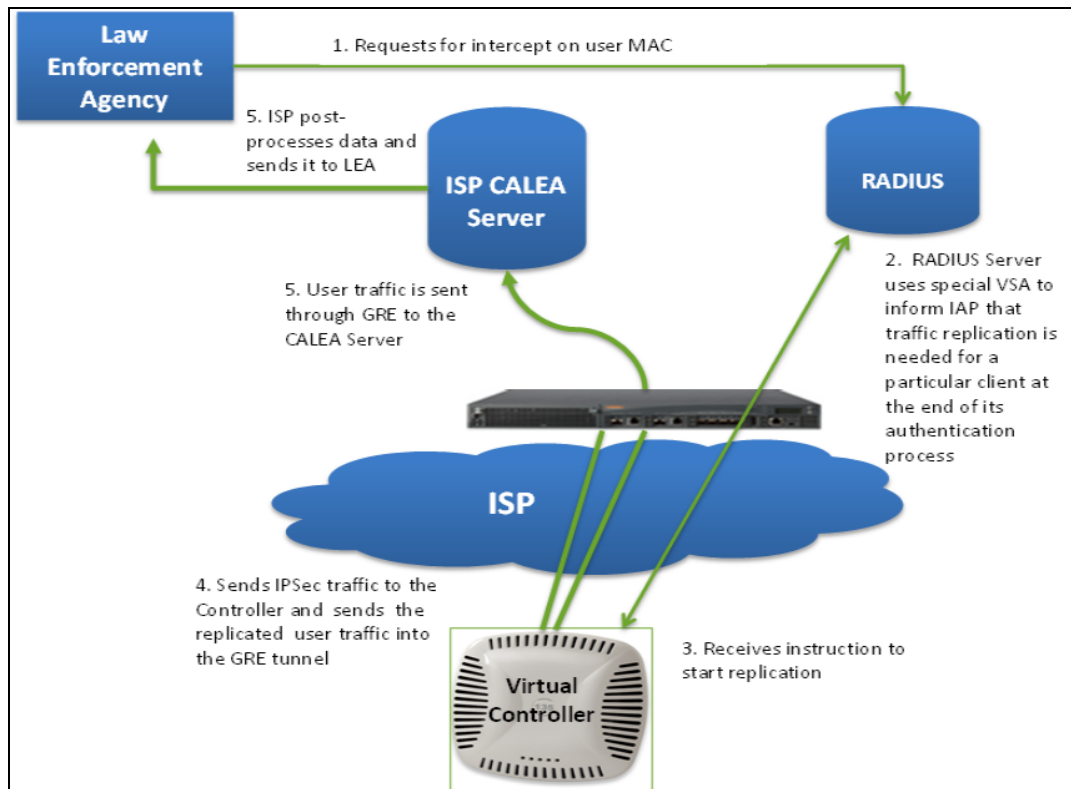 Law
Enforcement
Agency
1. Requests for intercept on user MAC
5. ISP post-
processes data and
sends it to LEA
ISP CALEA
Server
RADIUS
5. User traffic is sent
through GRE to the
CALEA Server
2. RADIUS Server
uses special VSA to
inform IAP that
traffic replication is
needed for a
particular client at
the end of its
authentication
process
ISP
4. Sends IPSec traffic to the
Controller and sends the
replicated user traffic into
the GRE tunnel
3. Receives instruction to
start replication
Virtual
Controller